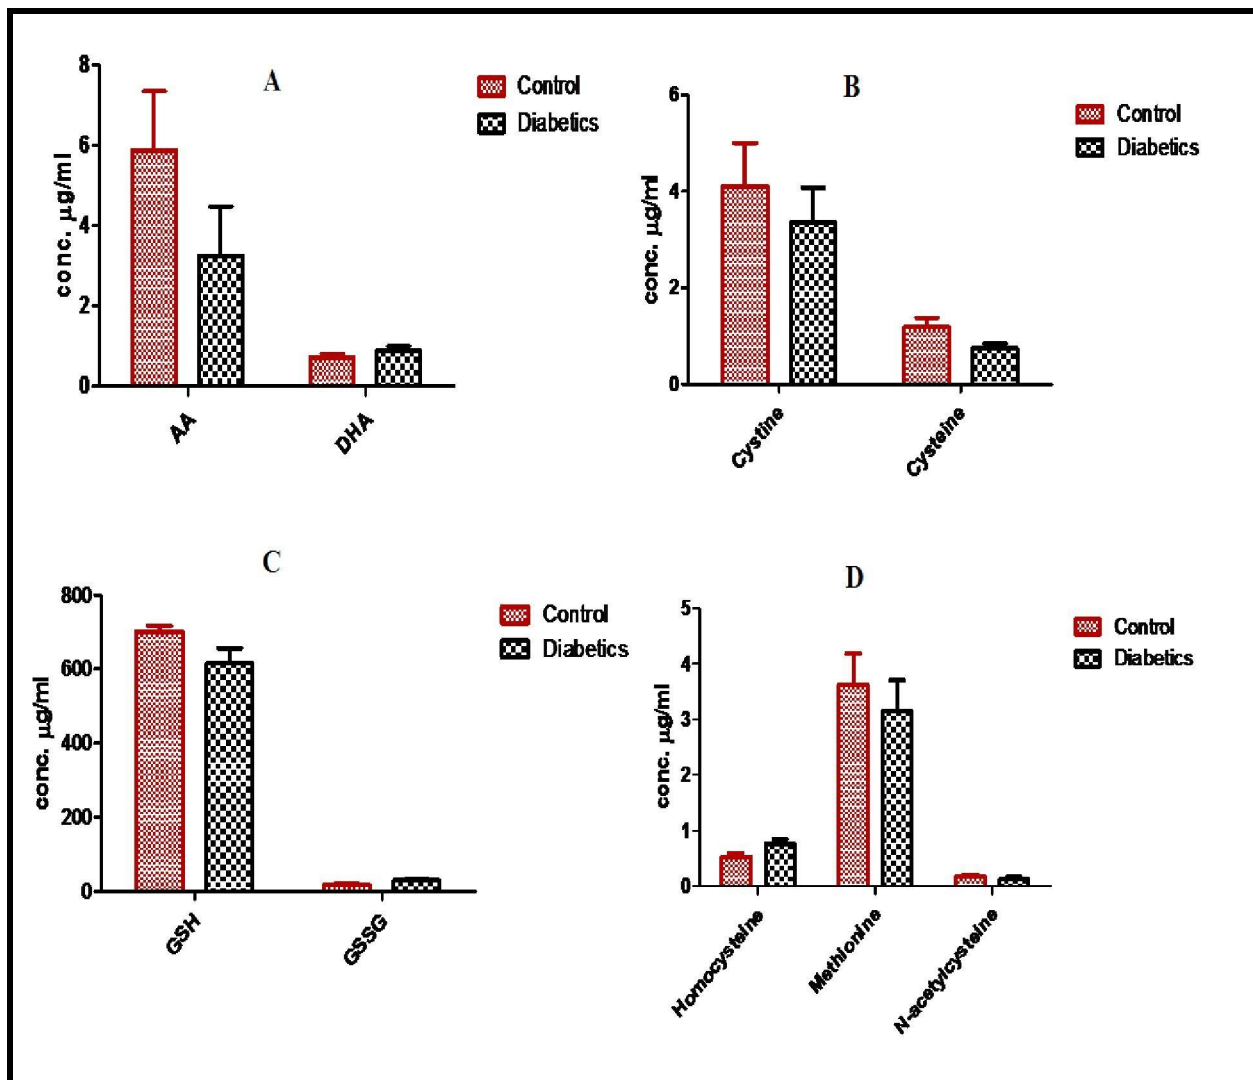 A
Control
Diabetics
conc. µg/ml
8
6
4
2
0
AA
DHA
B
Control
Diabetics
conc. µg/ml
6
4
2
0
Cystine
Cysteine
C
Control
Diabetics
conc. µg/ml
800
600
400
200
0
GSH
GSSG
D
Control
Diabetics
conc. µg/ml
5
4
3
2
1
0
Homocysteine
Methionine
N-acetylcysteine